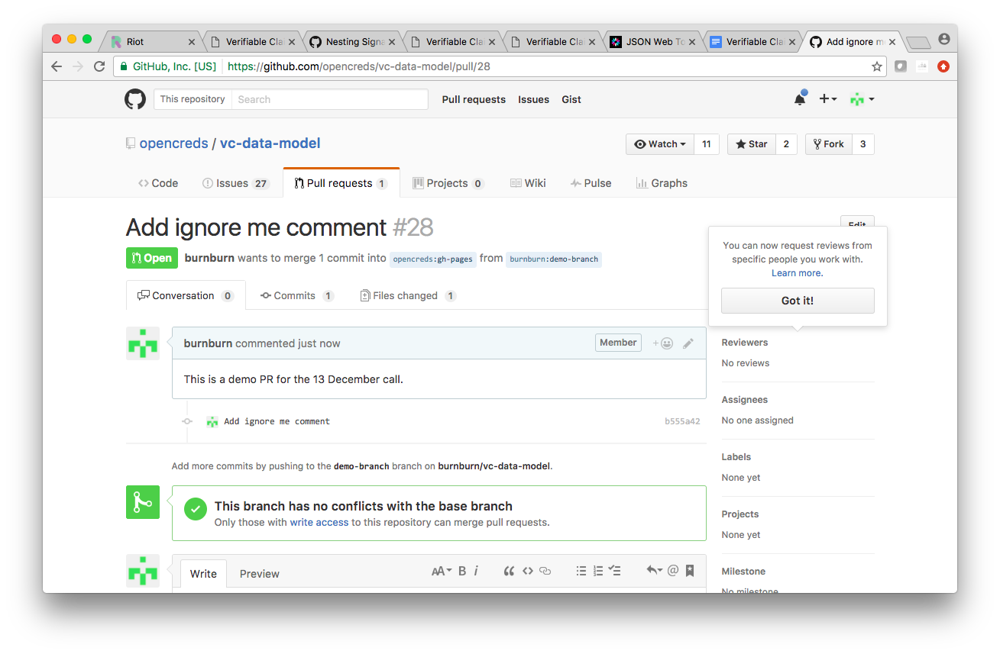 Riot
Verifiable Clai
Nesting Signa
Verifiable Clai
Verifiable Clai
JSON Web To
Verifiable Clai
Add ignore me
GitHub, Inc. [US]
https://github.com/opencreds/vc-data-model/pull/28
This repository
Search
Pull requests
Issues
Gist
opencreds / vc-data-model
Watch
11
Star
2
Fork
3
Code
Issues 27
Pull requests 1
Projects 0
Wiki
Pulse
Graphs
Add ignore me comment #28
Edit
Open
burnburn wants to merge 1 commit into opencreds:gh-pages from burnburn:demo-branch
You can now request reviews from
specific people you work with.
Learn more.
Got it!
Conversation 0
Commits 1
Files changed 1
burnburn commented just now
Member
This is a demo PR for the 13 December call.
Add ignore me comment
b555a42
Add more commits by pushing to the demo-branch branch on burnburn/vc-data-model.
This branch has no conflicts with the base branch
Only those with write access to this repository can merge pull requests.
Write
Preview
AA
B
i
Reviewers
No reviews
Assignees
No one assigned
Labels
None yet
Projects
None yet
Milestone
No milestone